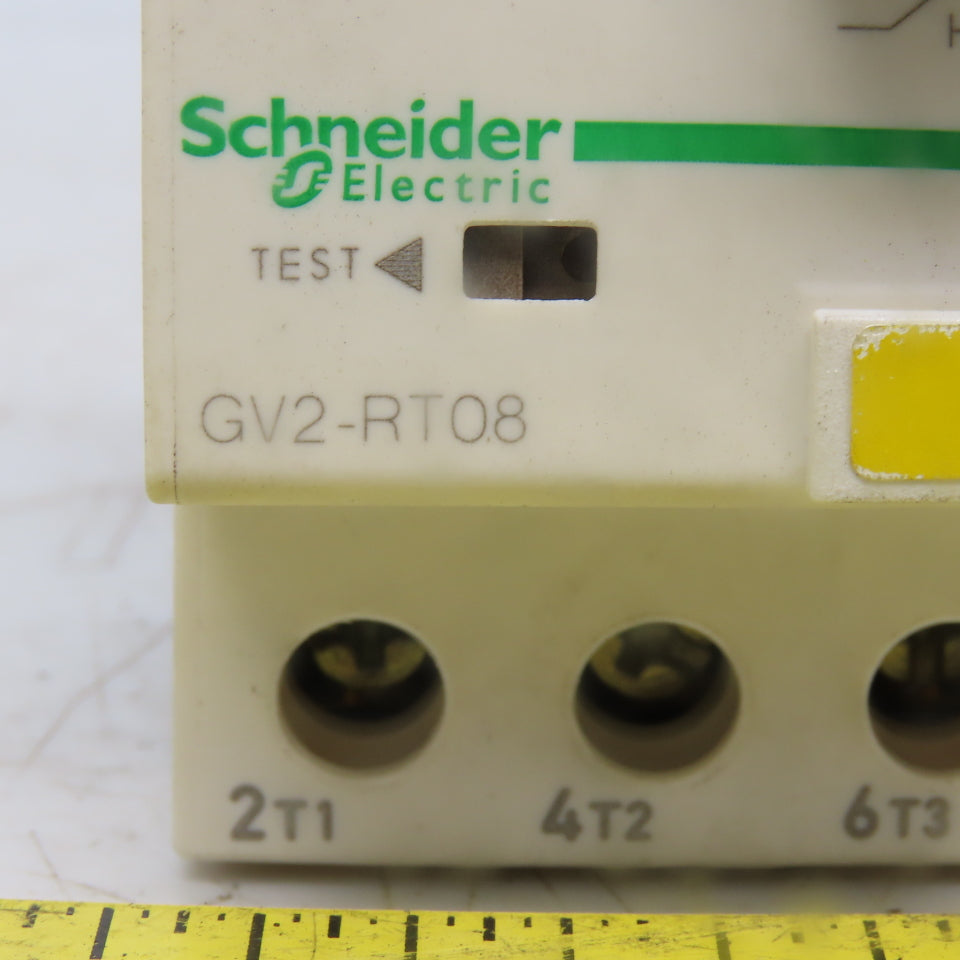 H
Schneider
Electric
TEST
GV2-RT08
2T1 4T2 6T3